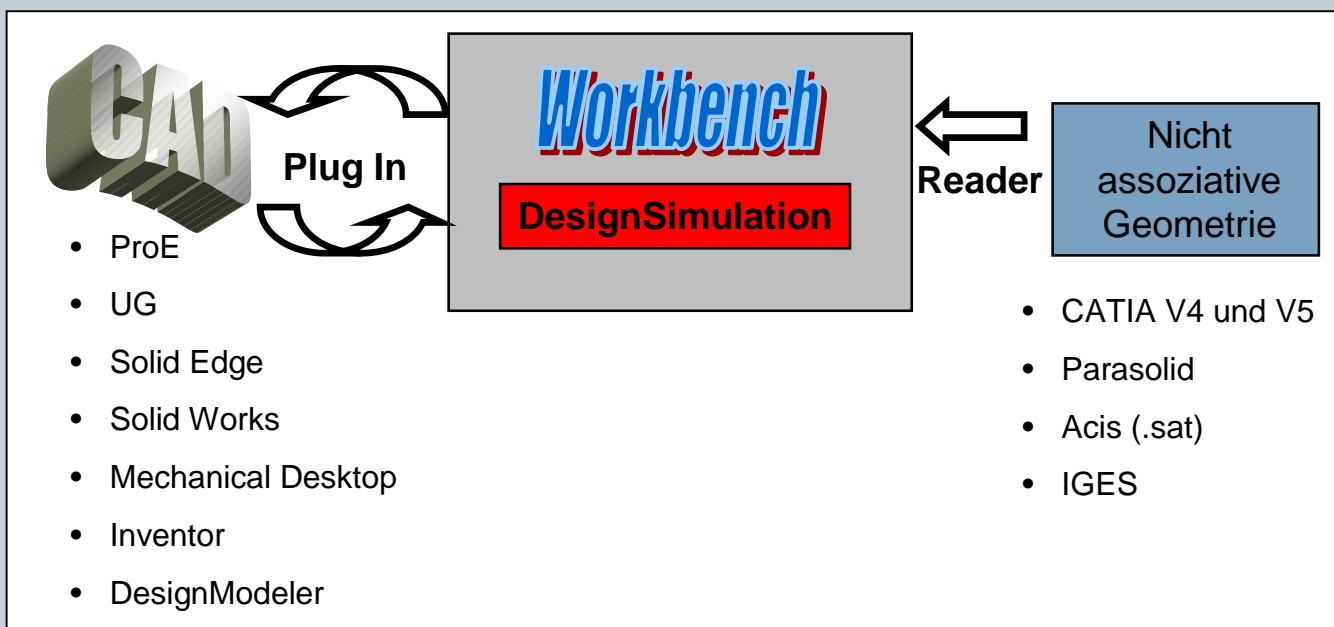 CAD
Plug In
• ProE
• UG
• Solid Edge
• Solid Works
• Mechanical Desktop
• Inventor
• DesignModeler
Workbench
DesignSimulation
Reader
Nicht
assoziative
Geometrie
• CATIA V4 und V5
• Parasolid
• Acis (.sat)
• IGES